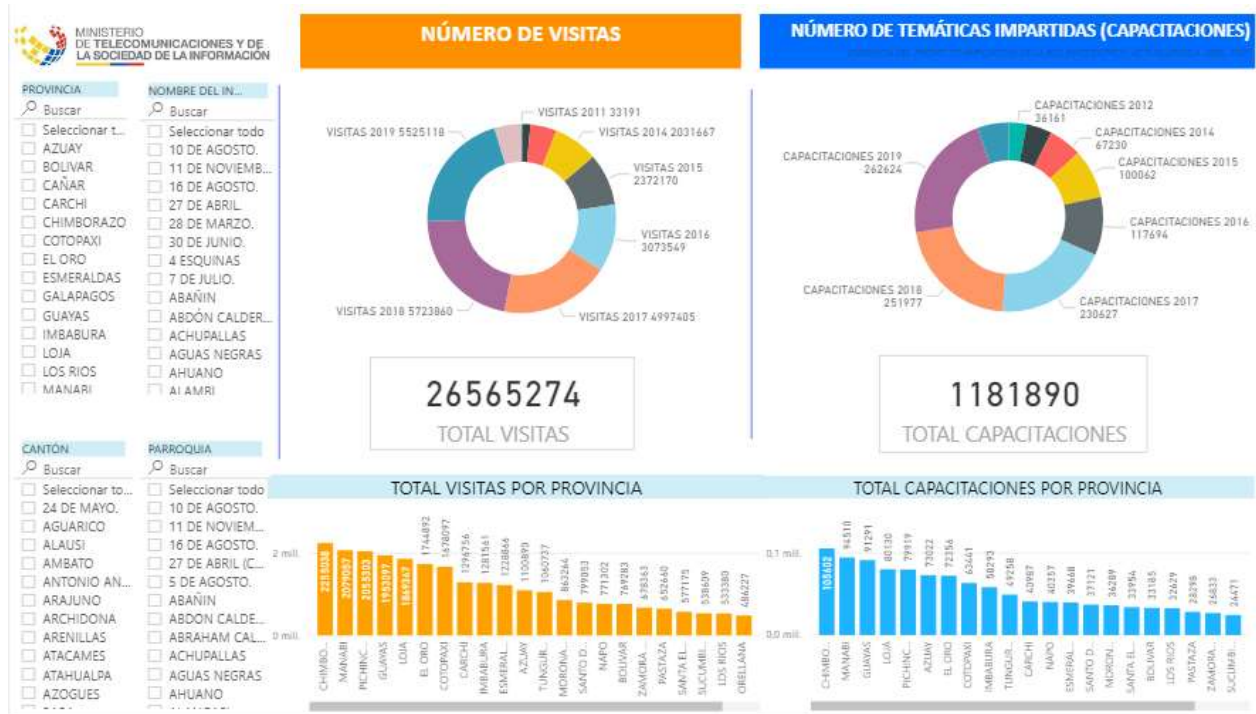 MINISTERIO
DE TELECOMUNICACIONES Y DE
LA SOCIEDAD DE LA INFORMACIÓN
NÚMERO DE VISITAS
NÚMERO DE TEMÁTICAS IMPARTIDAS (CAPACITACIONES)
PROVINCIA
Buscar
Seleccionar t...
AZUAY
BOLIVAR
CAÑAR
CARCHI
CHIMBORAZO
COTOPAXI
EL ORO
ESMERALDAS
GALAPAGOS
GUAYAS
IMBABURA
LOJA
LOS RIOS
MANABI
NOMBRE DEL IN...
Buscar
Seleccionar todo
10 DE AGOSTO.
11 DE NOVIEMB...
16 DE AGOSTO.
27 DE ABRIL.
28 DE MARZO.
30 DE JUNIO.
4 ESQUINAS
7 DE JULIO.
ABAÑIN
ABDÓN CALDER...
ACHUPALLAS
AGUAS NEGRAS
AHUANO
ALAMBI
CANTÓN
Buscar
Seleccionar to...
24 DE MAYO.
AGUARICO
ALAUSI
AMBATO
ANTONIO AN...
ARAJUNO
ARCHIDONA
ARENILLAS
ATACAMES
ATAHUALPA
AZOGUES
PARROQUIA
Buscar
Seleccionar todo
10 DE AGOSTO.
11 DE NOVIEM...
16 DE AGOSTO.
27 DE ABRIL (C...
5 DE AGOSTO.
ABAÑIN
ABDON CALDE...
ABRAHAM CAL...
ACHUPALLAS
AGUAS NEGRAS
AHUANO
VISITAS 2011 33191
VISITAS 2014 2031667
VISITAS 2015
2372170
VISITAS 2016
3073549
VISITAS 2017 4997405
VISITAS 2018 5723860
VISITAS 2019 5525118
26565274
TOTAL VISITAS
CAPACITACIONES 2012
36161
CAPACITACIONES 2014
67230
CAPACITACIONES 2015
100062
CAPACITACIONES 2016
117694
CAPACITACIONES 2017
230627
CAPACITACIONES 2018
251977
CAPACITACIONES 2019
262624
1181890
TOTAL CAPACITACIONES
TOTAL VISITAS POR PROVINCIA
2 mill.
0 mill.
2255038
2079057
2055303
1953097
1869267
1744892
1678097
1296756
1281561
1228866
1100890
1060737
863264
799053
771302
769283
652660
577175
538609
533380
486227
CHIMBO...
MANABI
PICHINC...
GUAYAS
LOJA
EL ORO
COTOPAXI
CARCHI
IMBABURA
ESMERAL...
AZUAY
TUNGUR...
MORONA...
SANTO D...
NAPO
BOLIVAR
ZAMORA...
PASTAZA
SANTA EL...
SUCUMBI...
LOS RIOS
ORELLANA
TOTAL CAPACITACIONES POR PROVINCIA
0,1 mill.
0,0 mill.
105602
94510
91291
80130
79919
73022
72356
63441
58293
49258
43987
40357
39668
37121
36289
33954
33185
32629
28295
26833
24471
CHIMBO...
MANABI
GUAYAS
LOJA
PICHINC...
AZUAY
EL ORO
COTOPAXI
IMBABURA
TUNGUR...
CARCHI
NAPO
ESMERAL...
SANTO D...
MORON...
SANTA EL...
BOLIVAR
LOS RIOS
PASTAZA
ZAMORA...
SUCUMB...